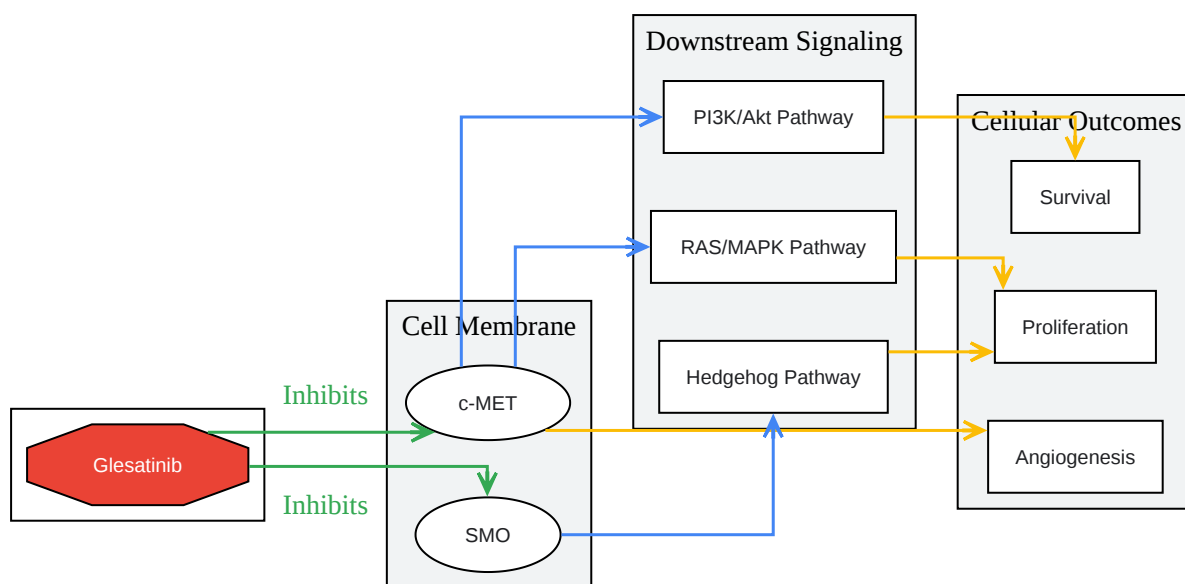 Downstream Signaling
PI3K/Akt Pathway
Cellular Outcomes
Survival
RAS/MAPK Pathway
Cell Membrane
Proliferation
Hedgehog Pathway
Inhibits
c-MET
Glesatinib
Angiogenesis
Inhibits
SMO